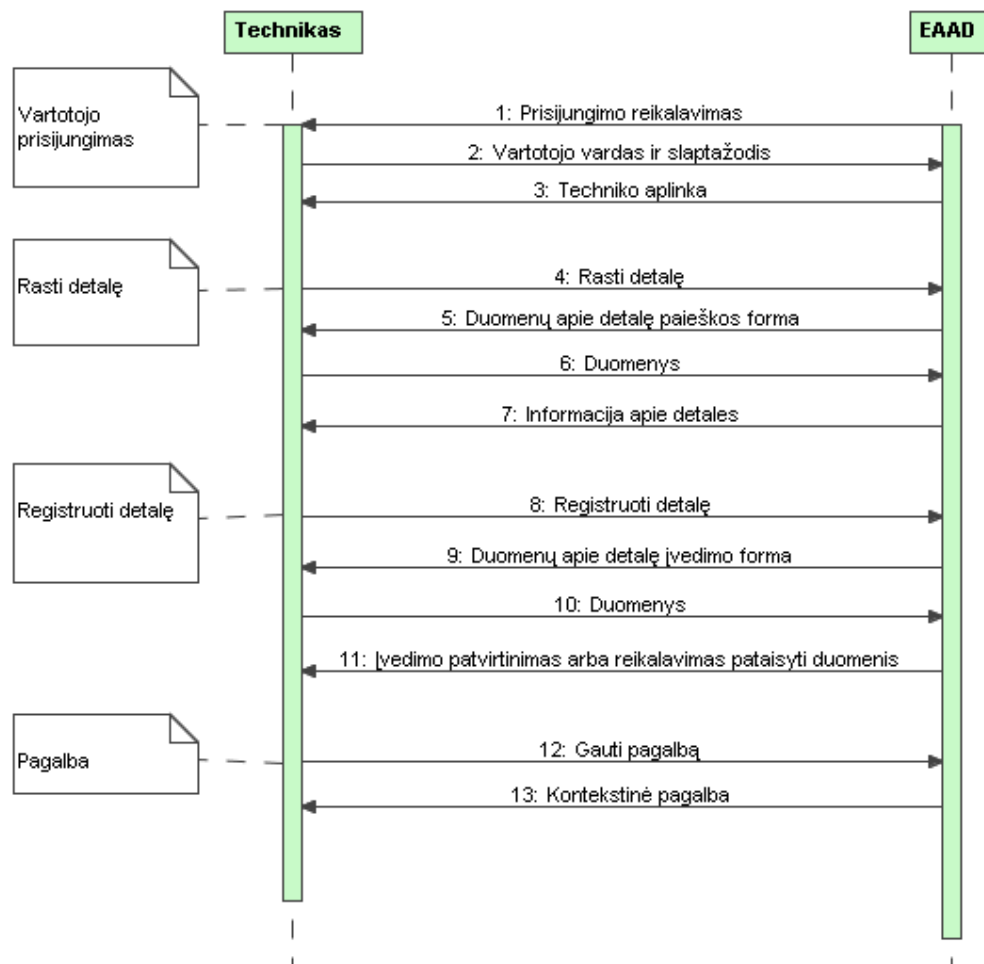 Technikas
EAAD
Vartotojo
prisijungimas
1: Prisijungimo reikalavimas
2: Vartotojo vardas ir slaptažodis
3: Techniko aplinka
Rasti detalę
4: Rasti detalę
5: Duomenų apie detalę paieškos forma
6: Duomenys
7: Informacija apie detales
Registruoti detalę
8: Registruoti detalę
9: Duomenų apie detalę įvedimo forma
10: Duomenys
11: Įvedimo patvirtinimas arba reikalavimas pataisyti duomenis
Pagalba
12: Gauti pagalbą
13: Kontekstinė pagalba